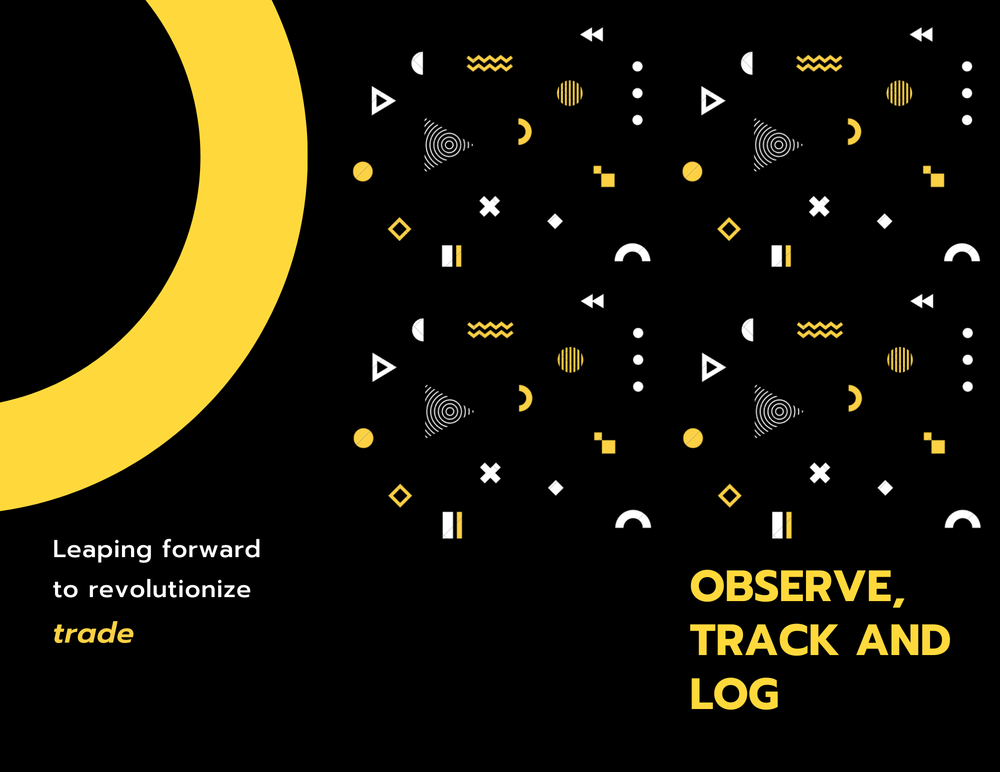 Leaping forward
to revolutionize
trade
OBSERVE,
TRACK AND
LOG